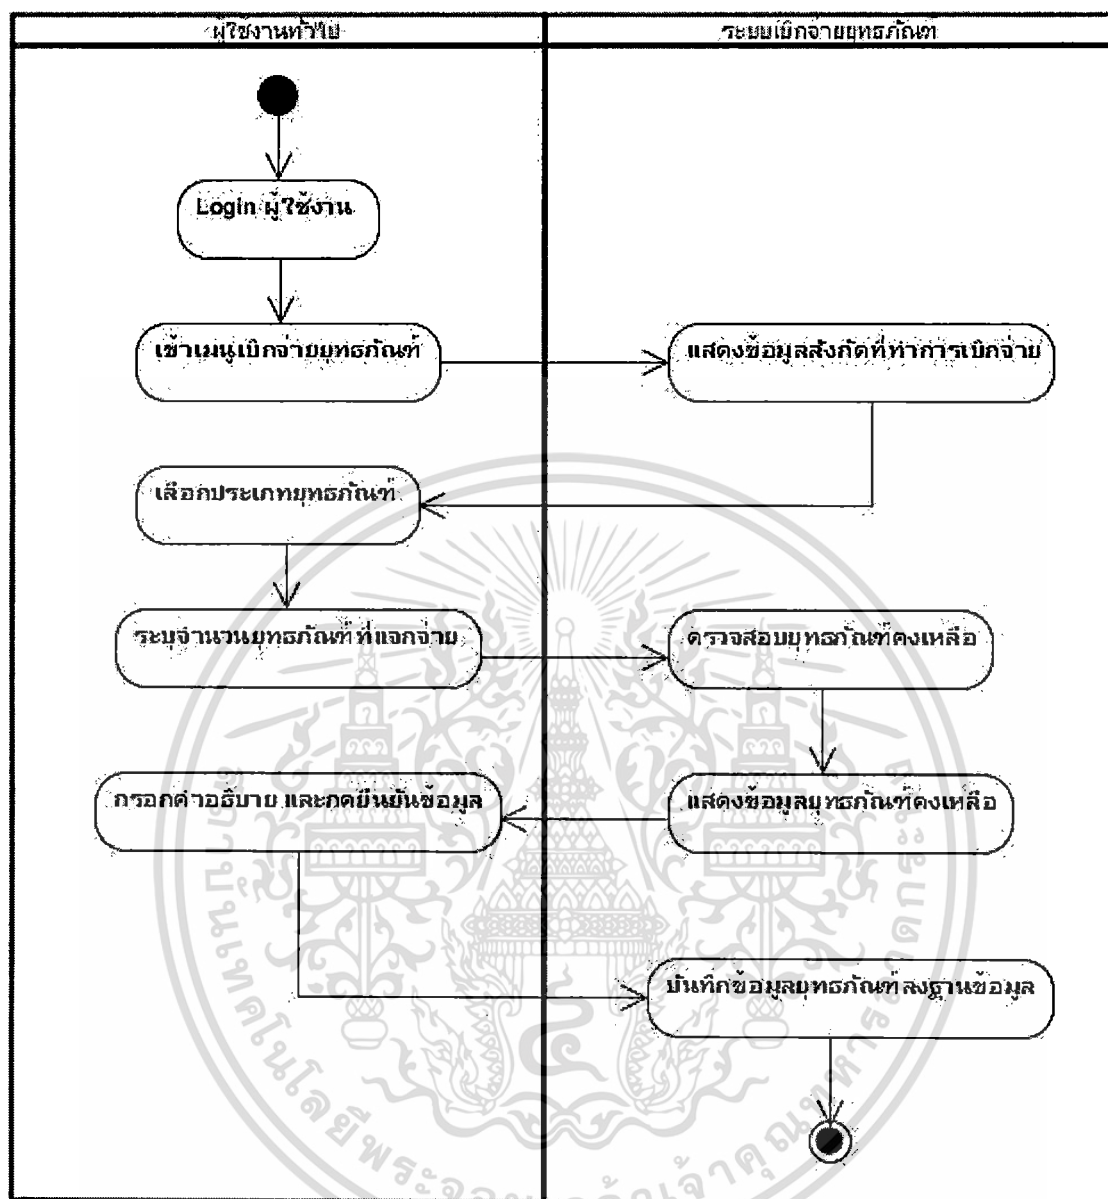 ผู้ใช้งานทั่วไป
ระบบเบิกจ่ายยุทธภัณฑ์
Login ผู้ใช้งาน
เข้าเมนูเบิกจ่ายยุทธภัณฑ์
แสดงข้อมูลสังกัดที่ทำการเบิกจ่าย
เลือกประเภทยุทธภัณฑ์
ระบุจำนวนยุทธภัณฑ์ที่แจกจ่าย
ตรวจสอบยุทธภัณฑ์คงเหลือ
กรอกคำอธิบาย และกดยืนยันข้อมูล
แสดงข้อมูลยุทธภัณฑ์คงเหลือ
บันทึกข้อมูลยุทธภัณฑ์ลงฐานข้อมูล